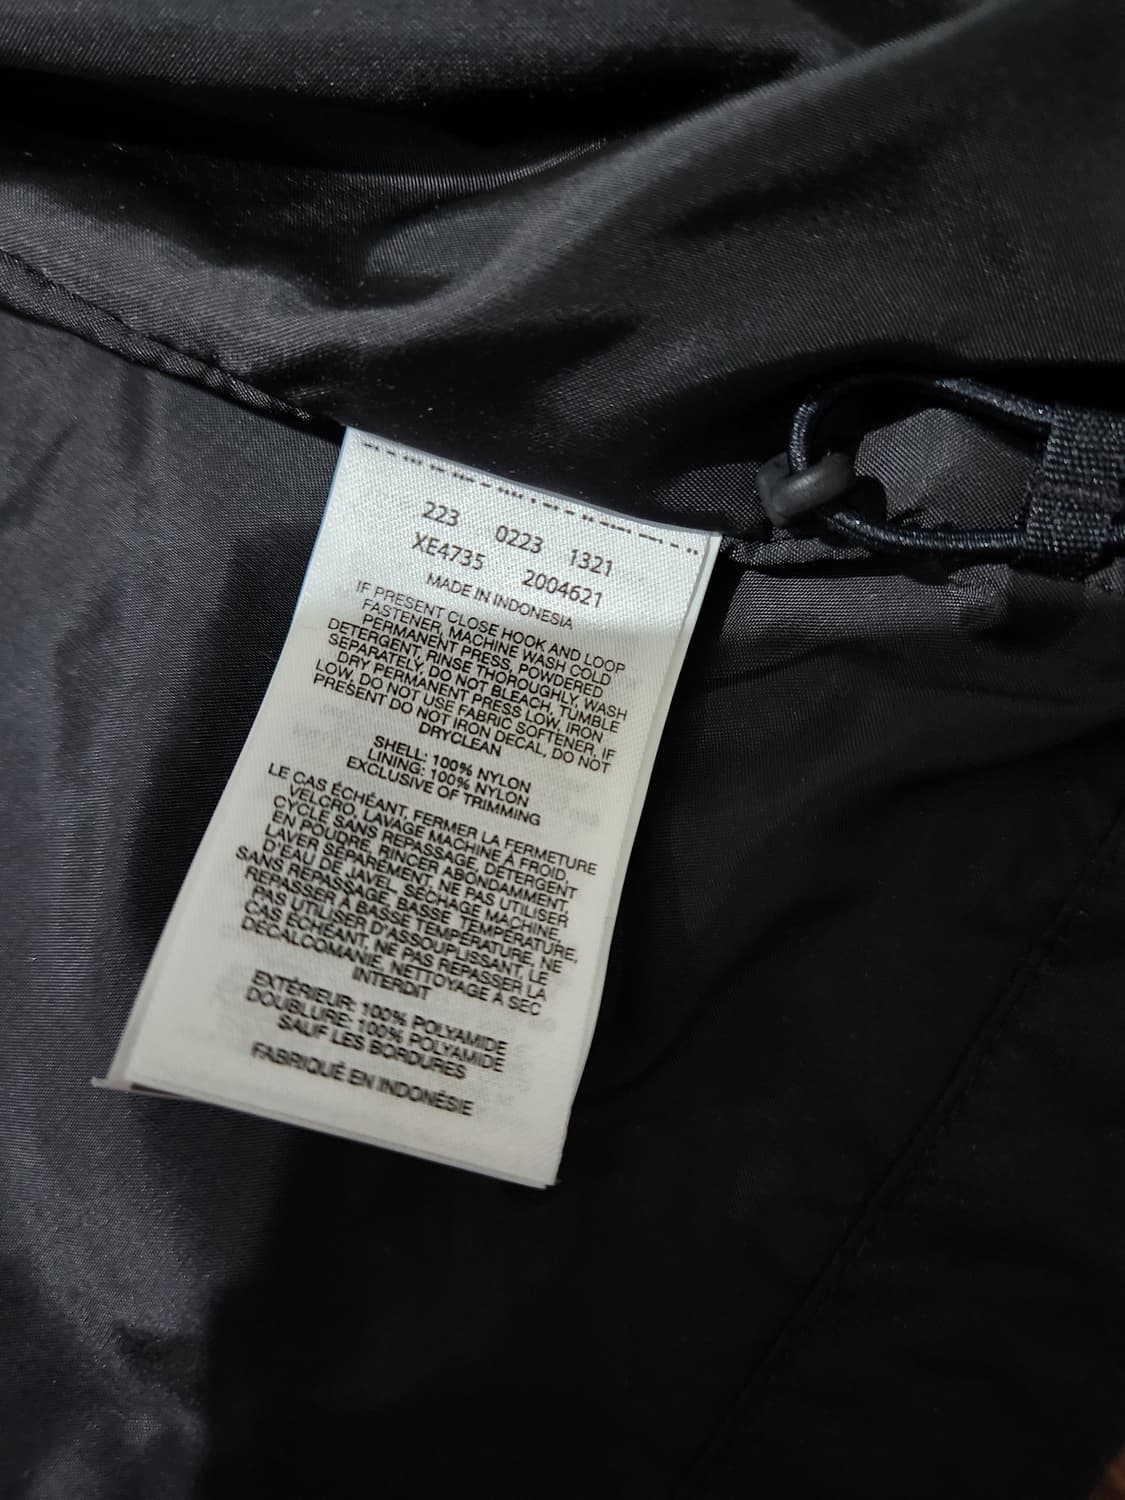 223 0223 1321
XE4735 2004621
MADE IN INDONESIA
IF PRESENT CLOSE HOOK AND LOOP
FASTENER, MACHINE WASH COLD
PERMANENT PRESS, POWDERED
DETERGENT, RINSE THOROUGHLY, WASH
SEPARATELY, DO NOT BLEACH, TUMBLE
DRY PERMANENT PRESS LOW, IRON
LOW, DO NOT USE FABRIC SOFTENER, IF
PRESENT DO NOT IRON DECAL, DO NOT
DRYCLEAN
SHELL: 100% NYLON
LINING: 100% NYLON
EXCLUSIVE OF TRIMMING
LE CAS ÉCHÉANT, FERMER LA FERMETURE
VELCRO, LAVAGE MACHINE À FROID,
CYCLE SANS REPASSAGE, DÉTERGENT
EN POUDRE, RINCER ABONDAMMENT,
LAVER SÉPARÉMENT, NE PAS UTILISER
D'EAU DE JAVEL, SÉCHAGE MACHINE,
SANS REPASSAGE, BASSE TEMPÉRATURE,
REPASSER À BASSE TEMPÉRATURE, NE
PAS UTILISER D'ASSOUPLISSANT, LE
CAS ÉCHÉANT, NE PAS REPASSER LA
DÉCALCOMANIE, NETTOYAGE À SEC
INTERDIT
EXTÉRIEUR: 100% POLYAMIDE
DOUBLURE: 100% POLYAMIDE
SAUF LES BORDURES
FABRIQUÉ EN INDONÉSIE